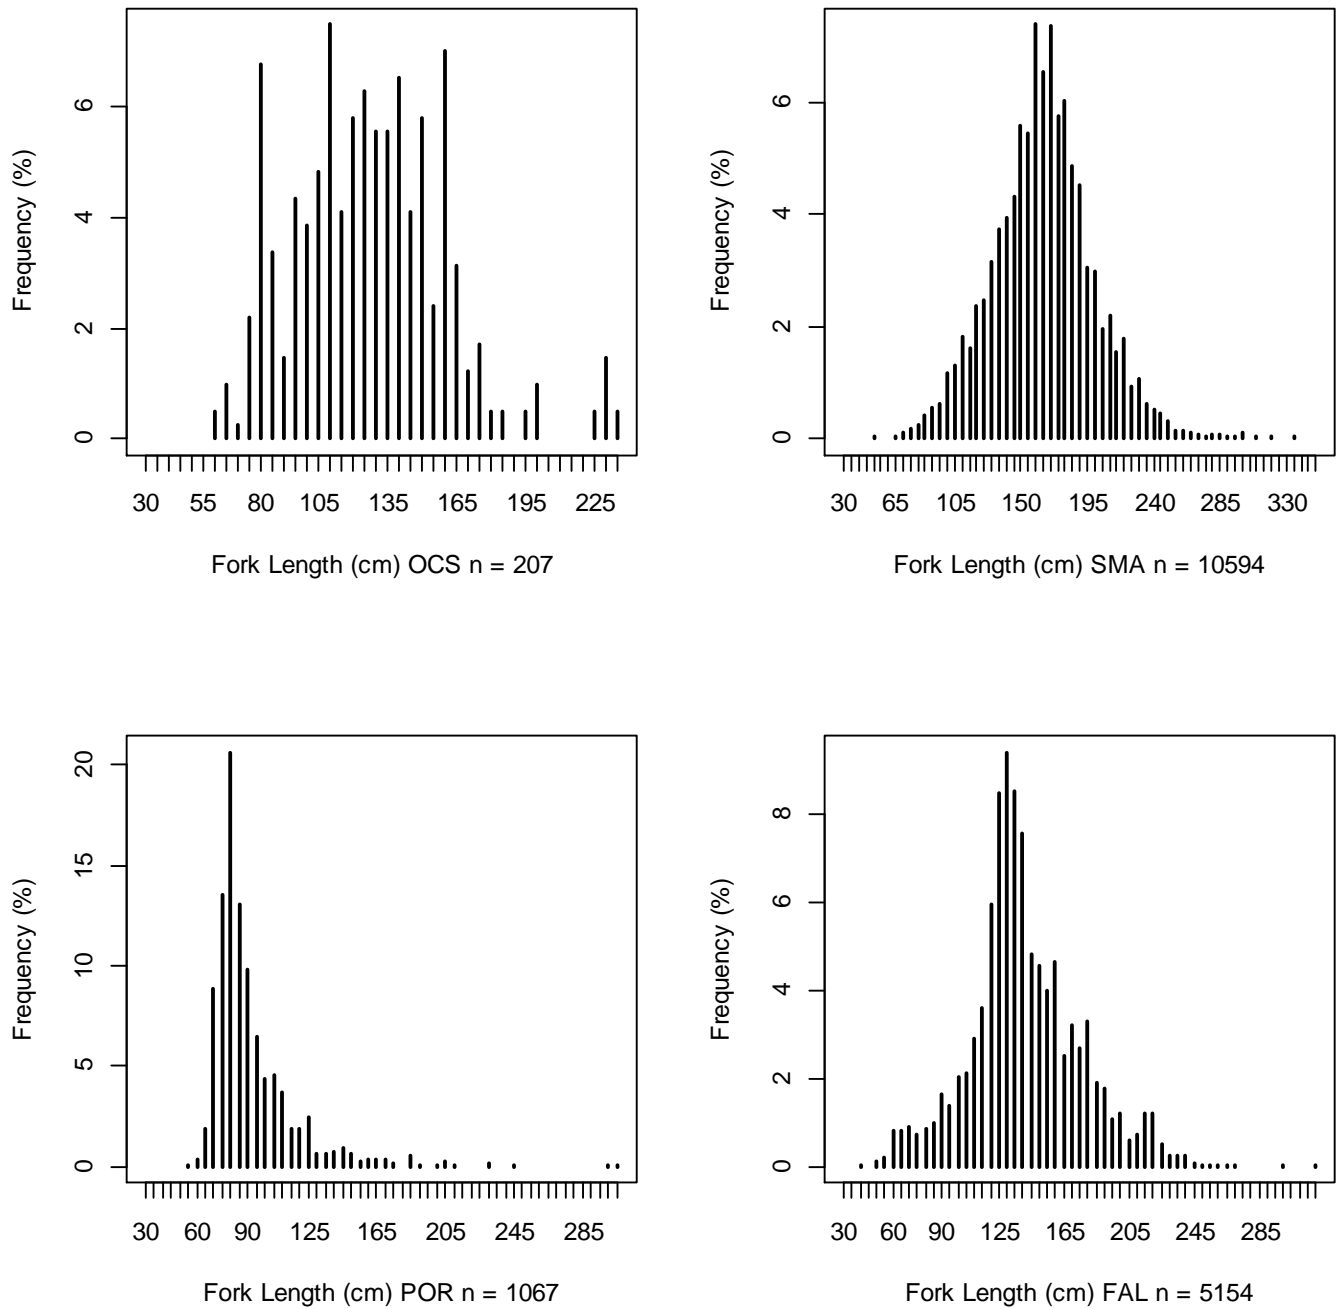 Frequency (%)
0 2 4 6
30 55 80 105 135 165 195 225
Fork Length (cm) OCS n = 207
Frequency (%)
0 2 4 6
30 65 105 150 195 240 285 330
Fork Length (cm) SMA n = 10594
Frequency (%)
0 5 10 15 20
30 60 90 125 165 205 245 285
Fork Length (cm) POR n = 1067
Frequency (%)
0 2 4 6 8
30 60 90 125 165 205 245 285
Fork Length (cm) FAL n = 5154